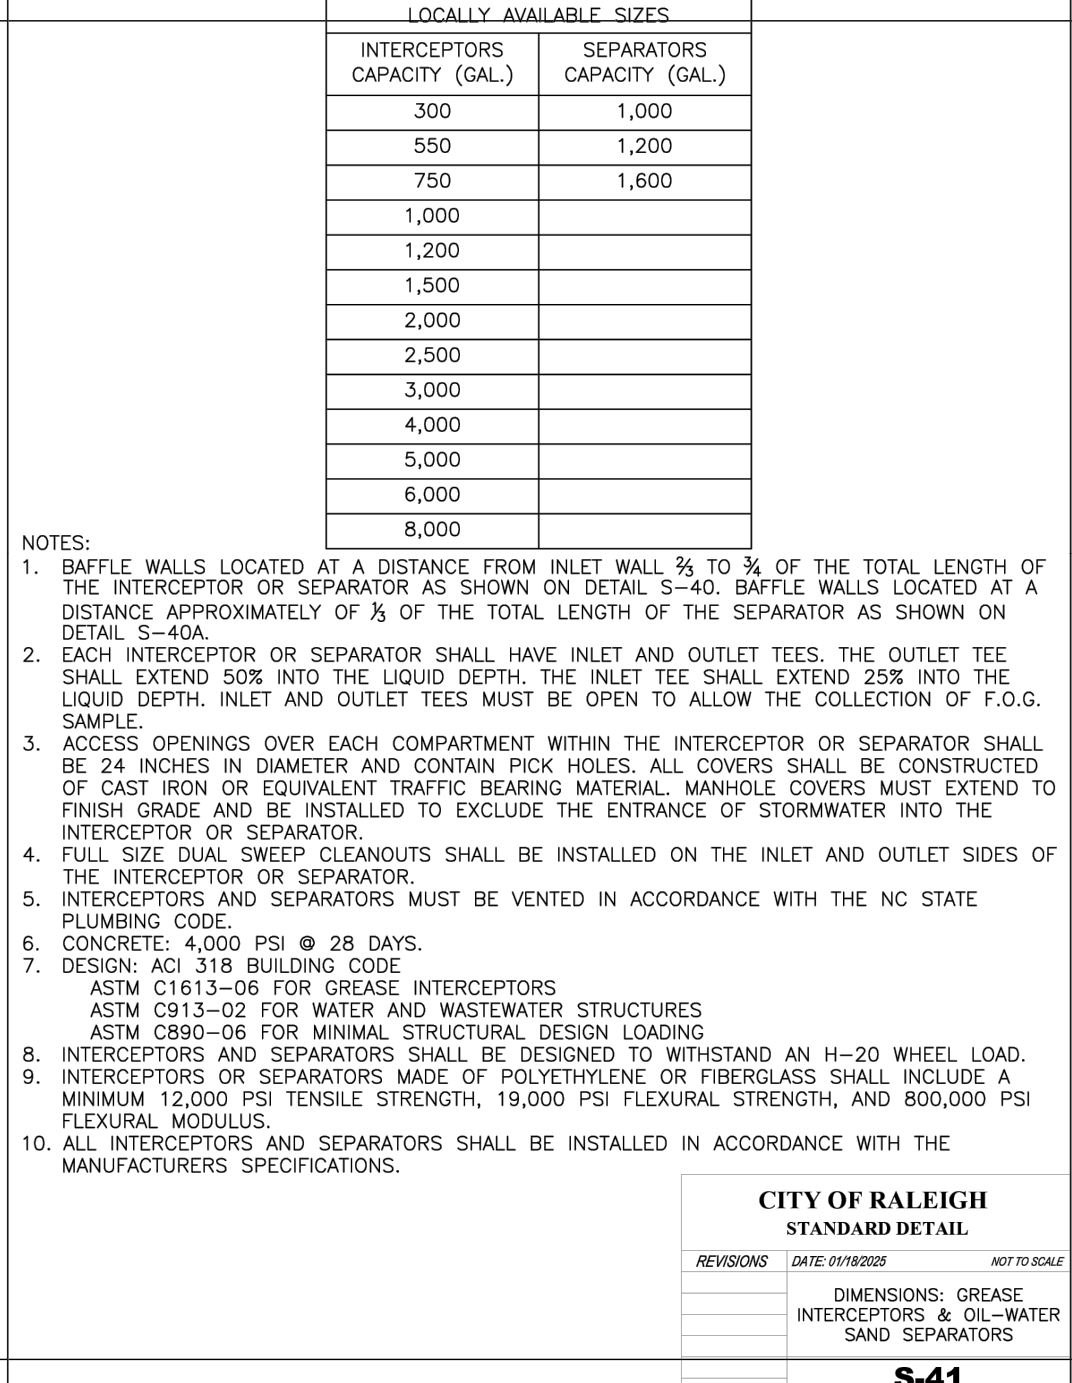 LOCALLY AVAILABLE SIZES
INTERCEPTORS CAPACITY (GAL.) SEPARATORS CAPACITY (GAL.)
300 1,000
550 1,200
750 1,600
1,000
1,200
1,500
2,000
2,500
3,000
4,000
5,000
6,000
8,000
NOTES:
1. BAFFLE WALLS LOCATED AT A DISTANCE FROM INLET WALL ⅔ TO ¾ OF THE TOTAL LENGTH OF
THE INTERCEPTOR OR SEPARATOR AS SHOWN ON DETAIL S-40. BAFFLE WALLS LOCATED AT A
DISTANCE APPROXIMATELY OF ⅓ OF THE TOTAL LENGTH OF THE SEPARATOR AS SHOWN ON
DETAIL S-40A.
2. EACH INTERCEPTOR OR SEPARATOR SHALL HAVE INLET AND OUTLET TEES. THE OUTLET TEE
SHALL EXTEND 50% INTO THE LIQUID DEPTH. THE INLET TEE SHALL EXTEND 25% INTO THE
LIQUID DEPTH. INLET AND OUTLET TEES MUST BE OPEN TO ALLOW THE COLLECTION OF F.O.G.
SAMPLE.
3. ACCESS OPENINGS OVER EACH COMPARTMENT WITHIN THE INTERCEPTOR OR SEPARATOR SHALL
BE 24 INCHES IN DIAMETER AND CONTAIN PICK HOLES. ALL COVERS SHALL BE CONSTRUCTED
OF CAST IRON OR EQUIVALENT TRAFFIC BEARING MATERIAL. MANHOLE COVERS MUST EXTEND TO
FINISH GRADE AND BE INSTALLED TO EXCLUDE THE ENTRANCE OF STORMWATER INTO THE
INTERCEPTOR OR SEPARATOR.
4. FULL SIZE DUAL SWEEP CLEANOUTS SHALL BE INSTALLED ON THE INLET AND OUTLET SIDES OF
THE INTERCEPTOR OR SEPARATOR.
5. INTERCEPTORS AND SEPARATORS MUST BE VENTED IN ACCORDANCE WITH THE NC STATE
PLUMBING CODE.
6. CONCRETE: 4,000 PSI @ 28 DAYS.
7. DESIGN: ACI 318 BUILDING CODE
ASTM C1613-06 FOR GREASE INTERCEPTORS
ASTM C913-02 FOR WATER AND WASTEWATER STRUCTURES
ASTM C890-06 FOR MINIMAL STRUCTURAL DESIGN LOADING
8. INTERCEPTORS AND SEPARATORS SHALL BE DESIGNED TO WITHSTAND AN H-20 WHEEL LOAD.
9. INTERCEPTORS OR SEPARATORS MADE OF POLYETHYLENE OR FIBERGLASS SHALL INCLUDE A
MINIMUM 12,000 PSI TENSILE STRENGTH, 19,000 PSI FLEXURAL STRENGTH, AND 800,000 PSI
FLEXURAL MODULUS.
10. ALL INTERCEPTORS AND SEPARATORS SHALL BE INSTALLED IN ACCORDANCE WITH THE
MANUFACTURERS SPECIFICATIONS.
CITY OF RALEIGH
STANDARD DETAIL
REVISIONS DATE: 01/18/2025 NOT TO SCALE
DIMENSIONS: GREASE
INTERCEPTORS & OIL-WATER
SAND SEPARATORS
S-41